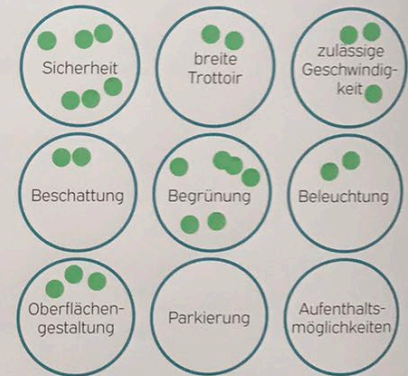 Sicherheit
breite
Trottoir
zulässige
Geschwindig-
keit
Beschattung
Begrünung
Beleuchtung
Oberflächen-
gestaltung
Parkierung
Aufenthalts-
möglichkeiten